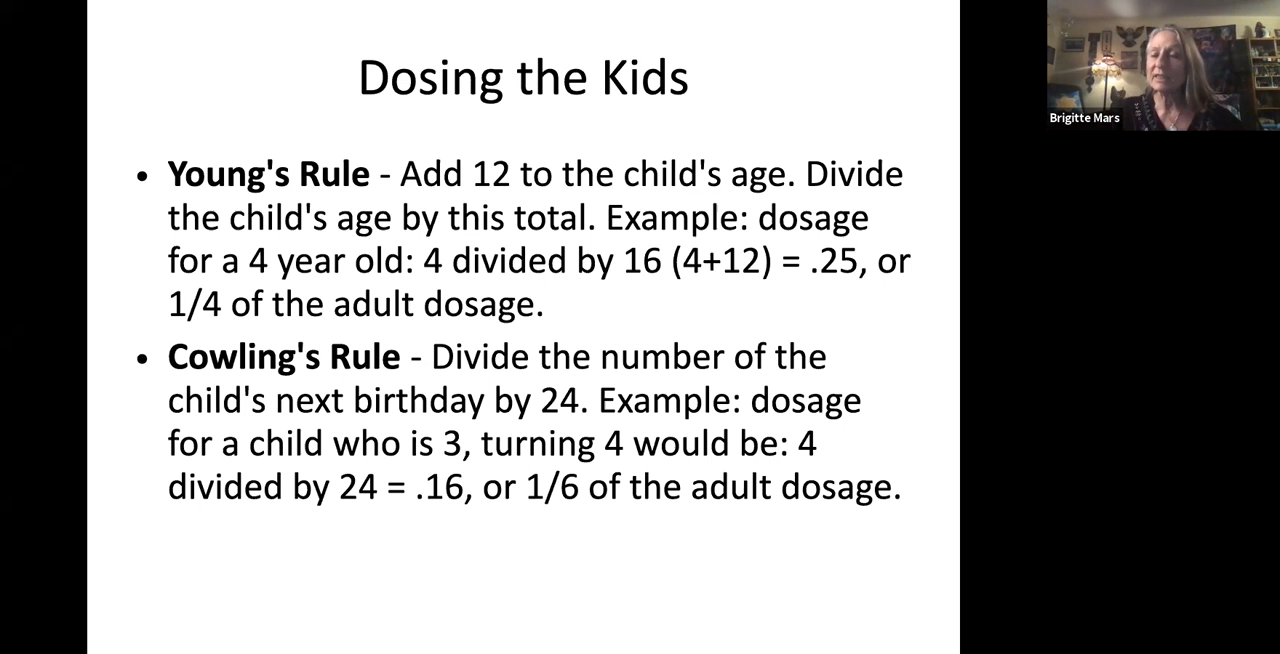 Dosing the Kids
• Young's Rule - Add 12 to the child's age. Divide
the child's age by this total. Example: dosage
for a 4 year old: 4 divided by 16 (4+12) = .25, or
1/4 of the adult dosage.
• Cowling's Rule - Divide the number of the
child's next birthday by 24. Example: dosage
for a child who is 3, turning 4 would be: 4
divided by 24 = .16, or 1/6 of the adult dosage.
Brigitte Mars